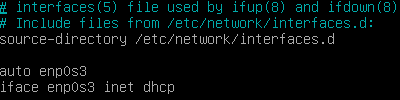 # interfaces(5) file used by ifup(8) and ifdown(8)
# Include files from /etc/network/interfaces.d:
source-directory /etc/network/interfaces.d

auto enp0s3
iface enp0s3 inet dhcp